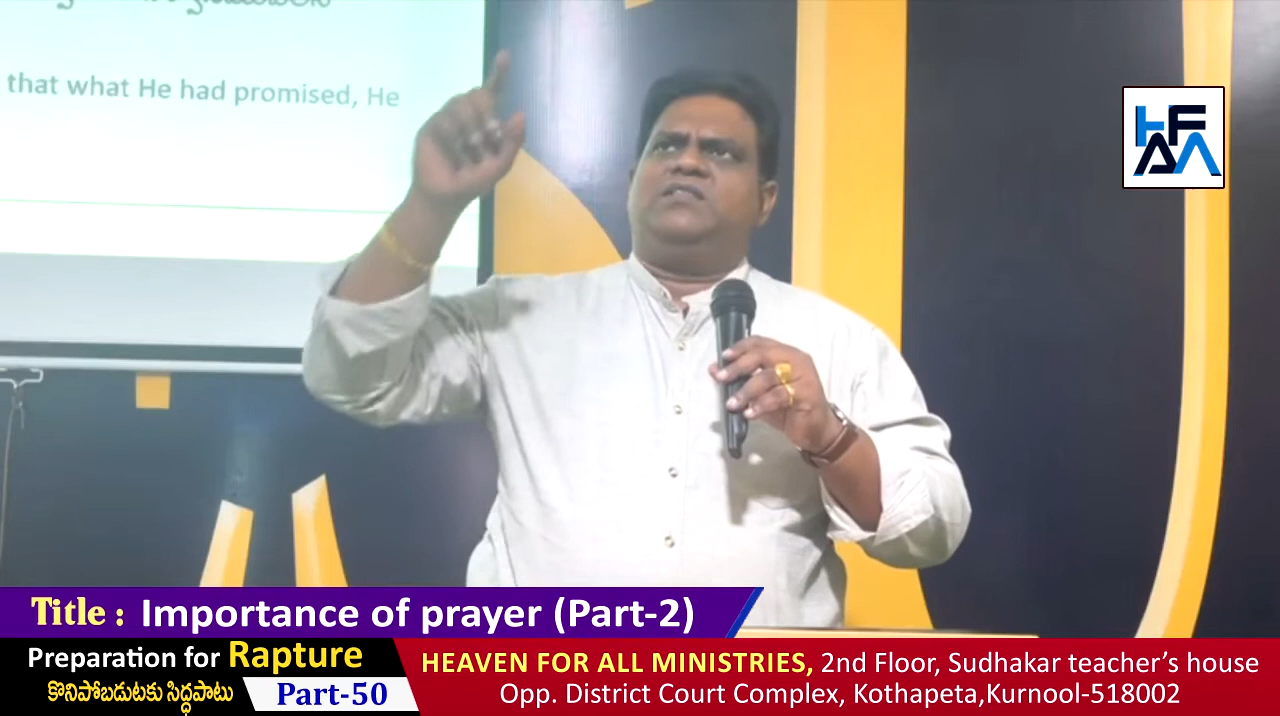 that what He had promised, He
HFAA
Title : Importance of prayer (Part-2)
Preparation for Rapture
కొనిపోబడుటకు సిద్ధపాటు
Part-50
HEAVEN FOR ALL MINISTRIES, 2nd Floor, Sudhakar teacher’s house
Opp. District Court Complex, Kothapeta,Kurnool-518002